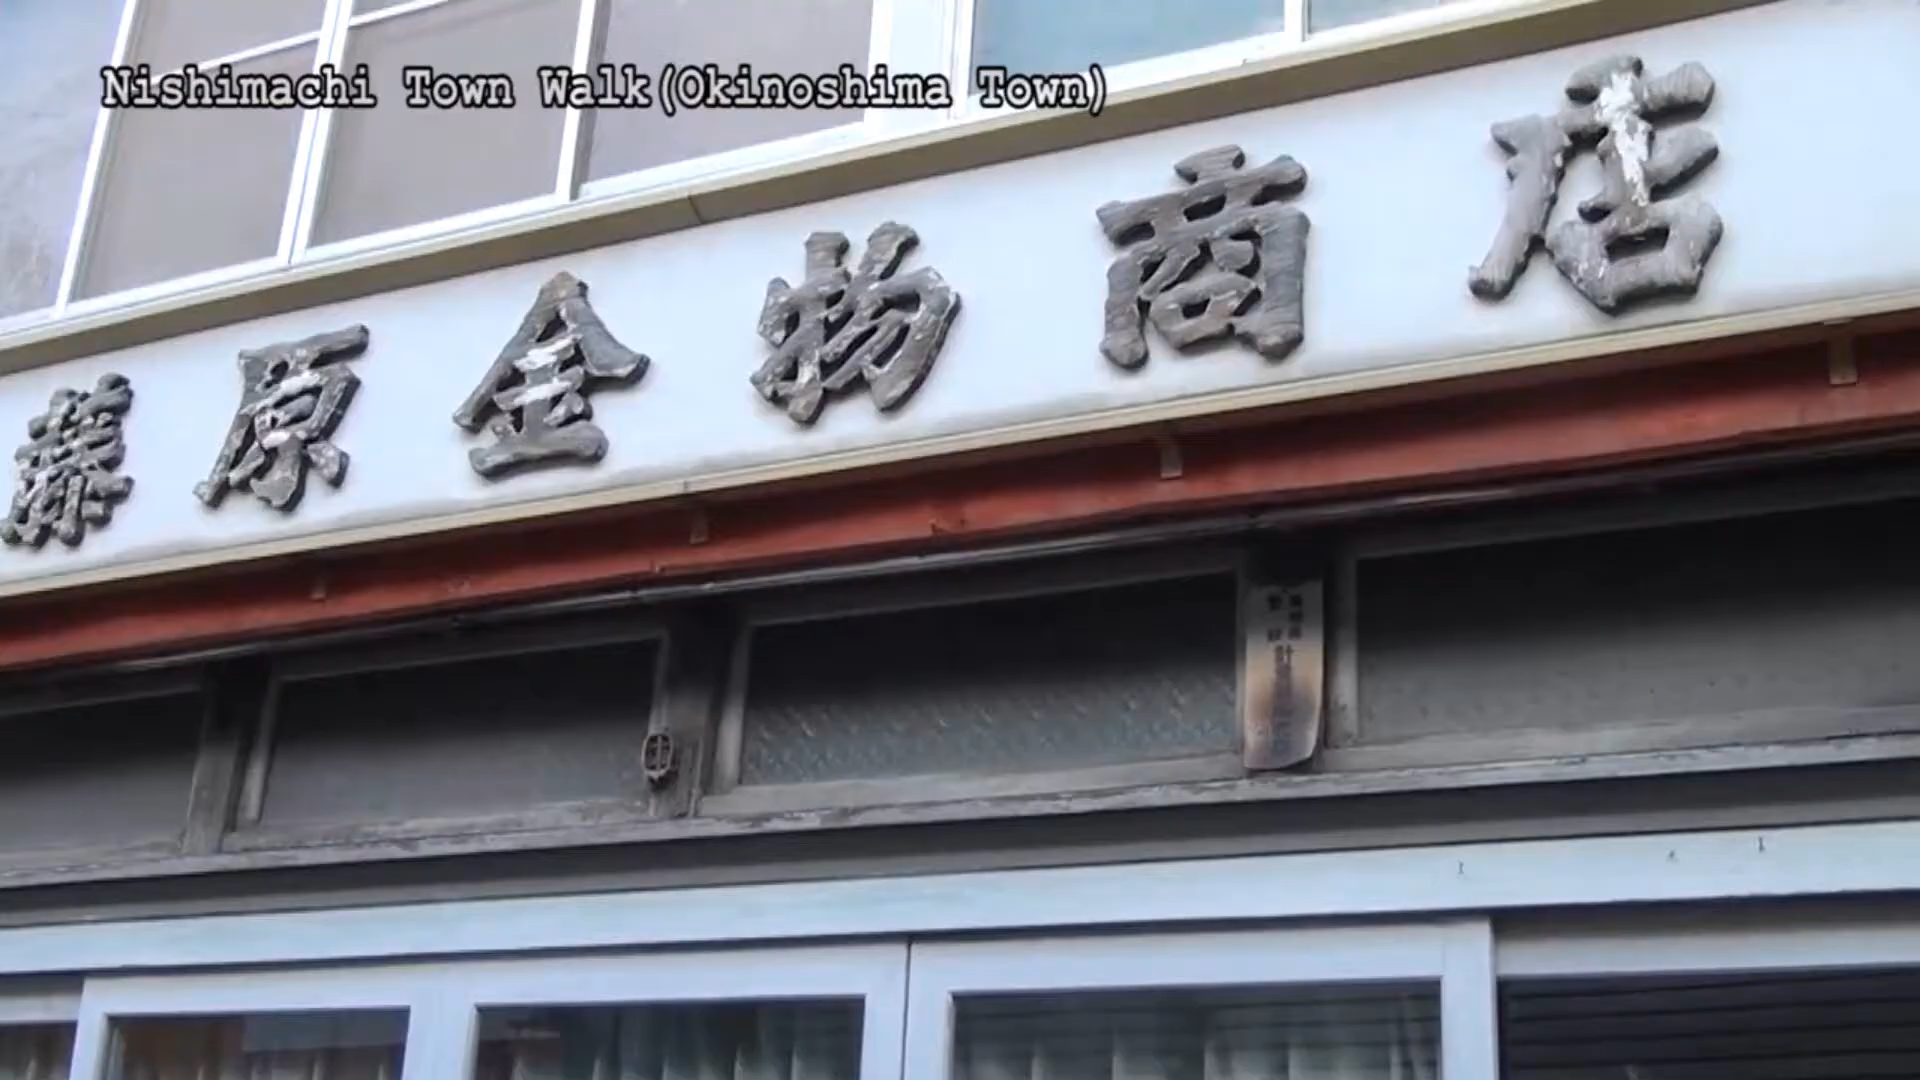 Nishimachi Town Walk(Okinoshima Town)
藤原金物商店